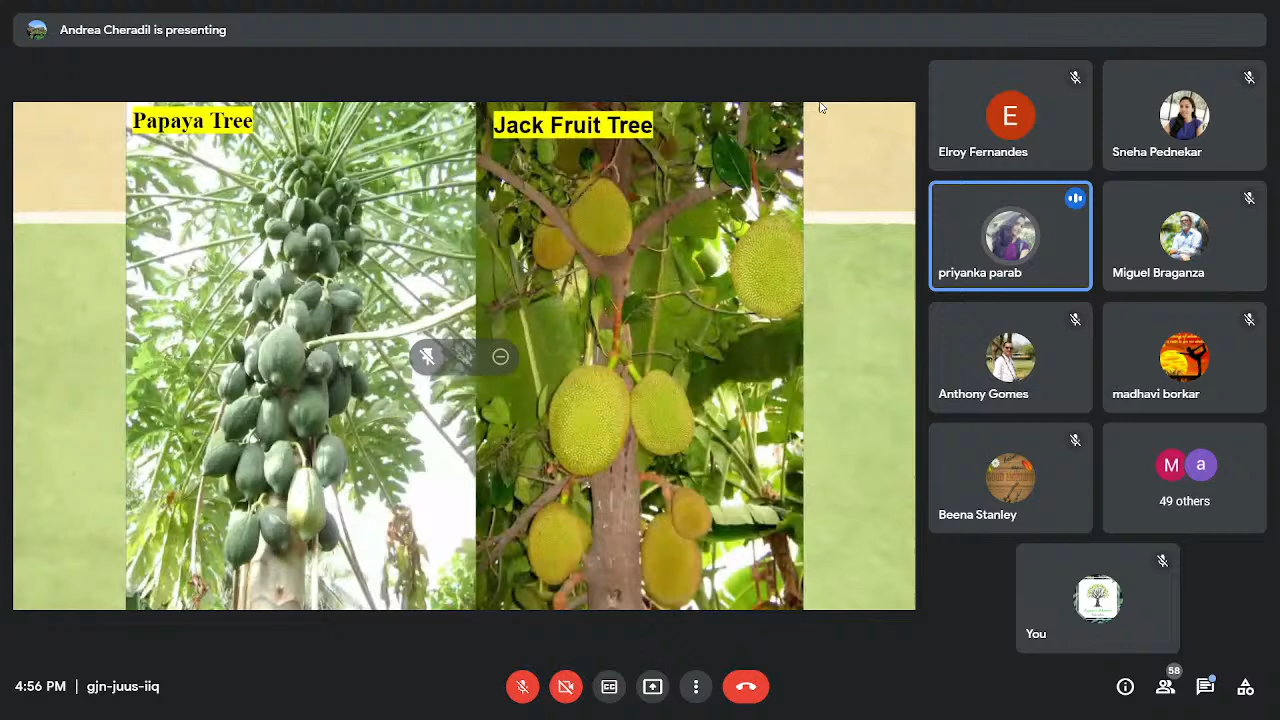 Andrea Cheradil is presenting
Papaya Tree
Jack Fruit Tree
E
Elroy Fernandes
Sneha Pednekar
priyanka parab
Miguel Braganza
Anthony Gomes
madhavi borkar
Beena Stanley
M a
49 others
You
4:56 PM | gjn-juus-iiq
58